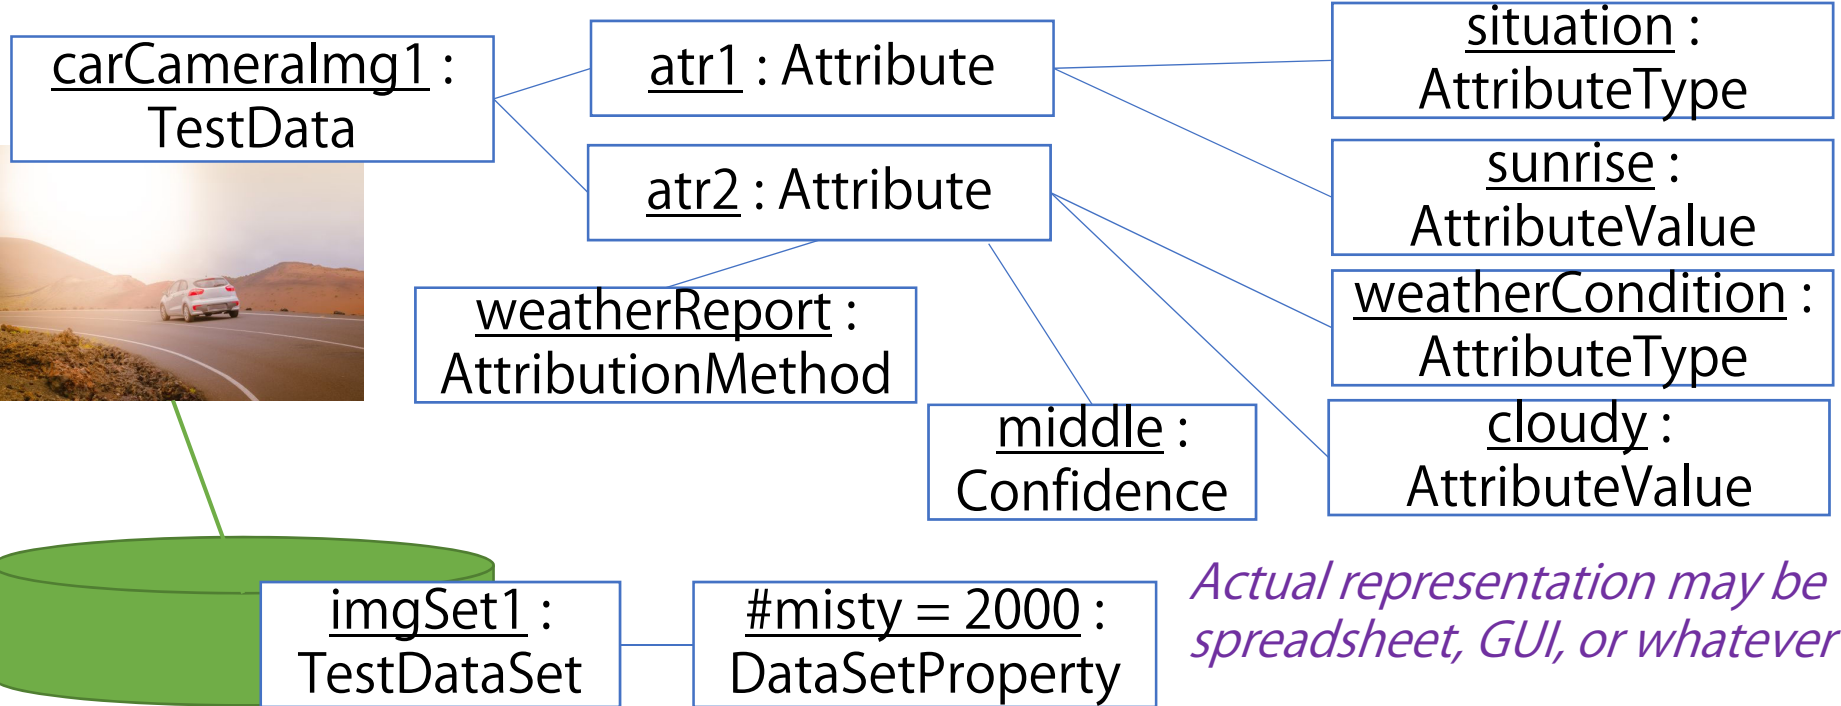 carCameraImg1 :
TestData
atr1 : Attribute
atr2 : Attribute
situation :
AttributeType
sunrise :
AttributeValue
weatherCondition :
AttributeType
cloudy :
AttributeValue
weatherReport :
AttributionMethod
middle :
Confidence
imgSet1 :
TestDataSet
#misty = 2000 :
DataSetProperty
Actual representation may be
spreadsheet, GUI, or whatever